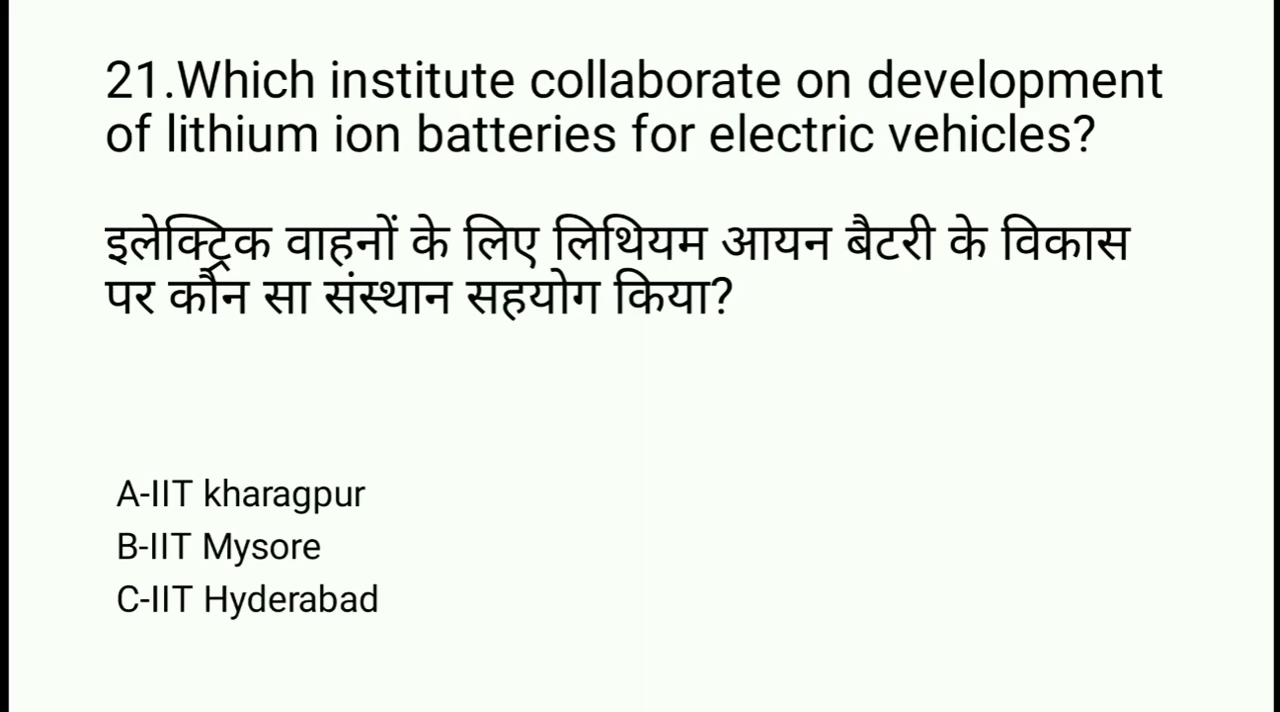 21.Which institute collaborate on development
of lithium ion batteries for electric vehicles?
इलेक्ट्रिक वाहनों के लिए लिथियम आयन बैटरी के विकास
पर कौन सा संस्थान सहयोग किया?
A-IIT kharagpur
B-IIT Mysore
C-IIT Hyderabad